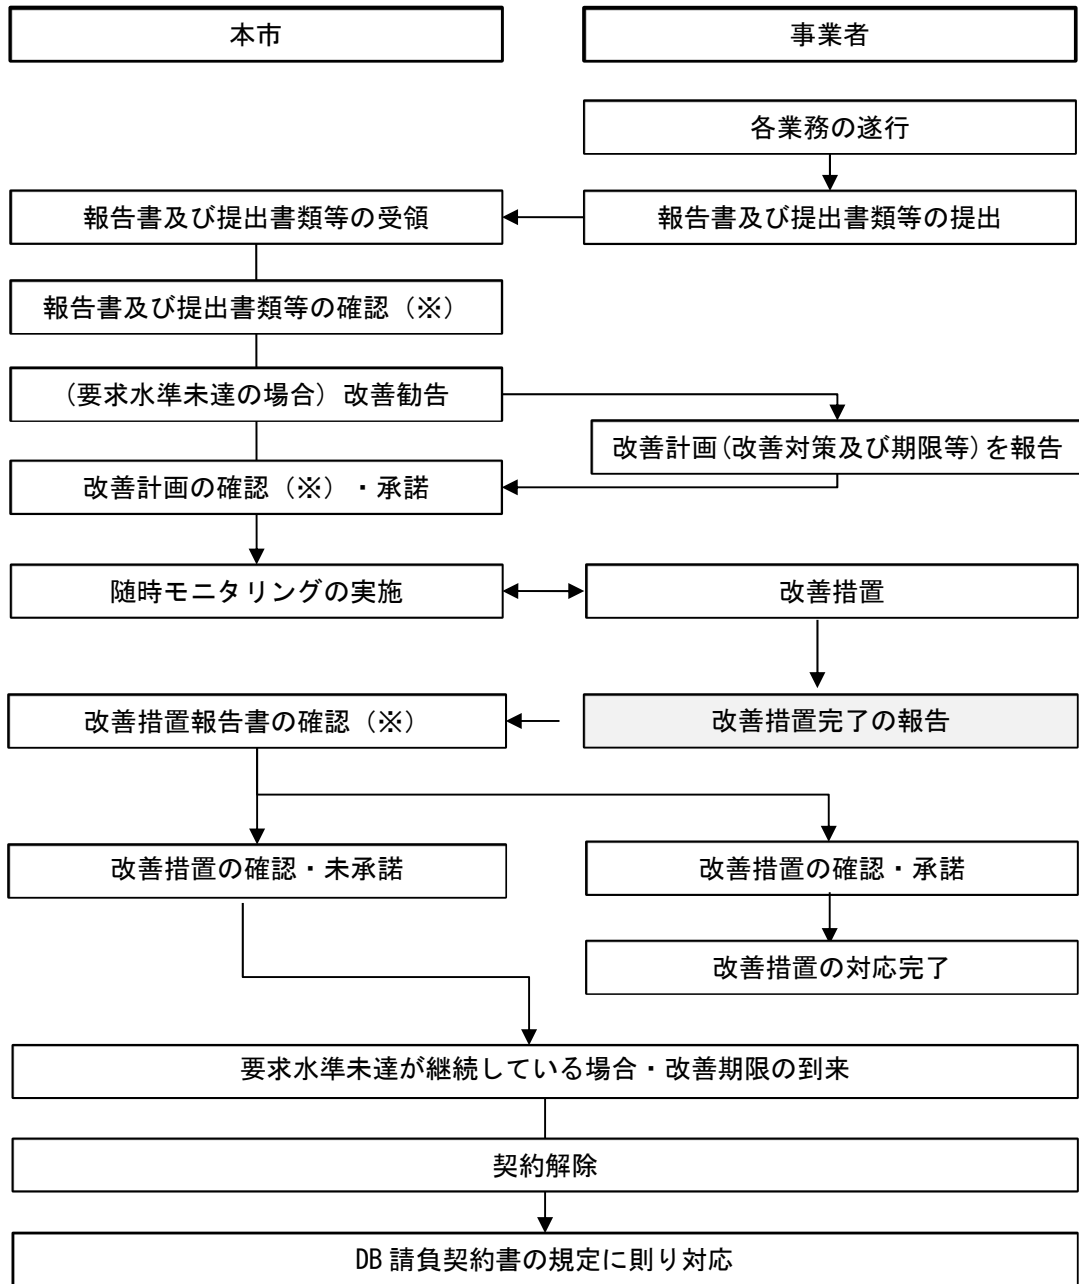 本市
事業者
各業務の遂行
報告書及び提出書類等の受領
報告書及び提出書類等の提出
報告書及び提出書類等の確認（※）
（要求水準未達の場合）改善勧告
改善計画（改善対策及び期限等）を報告
改善計画の確認（※）・承諾
随時モニタリングの実施
改善措置
改善措置報告書の確認（※）
改善措置完了の報告
改善措置の確認・未承諾
改善措置の確認・承諾
改善措置の対応完了
要求水準未達が継続している場合・改善期限の到来
契約解除
DB 請負契約書の規定に則り対応